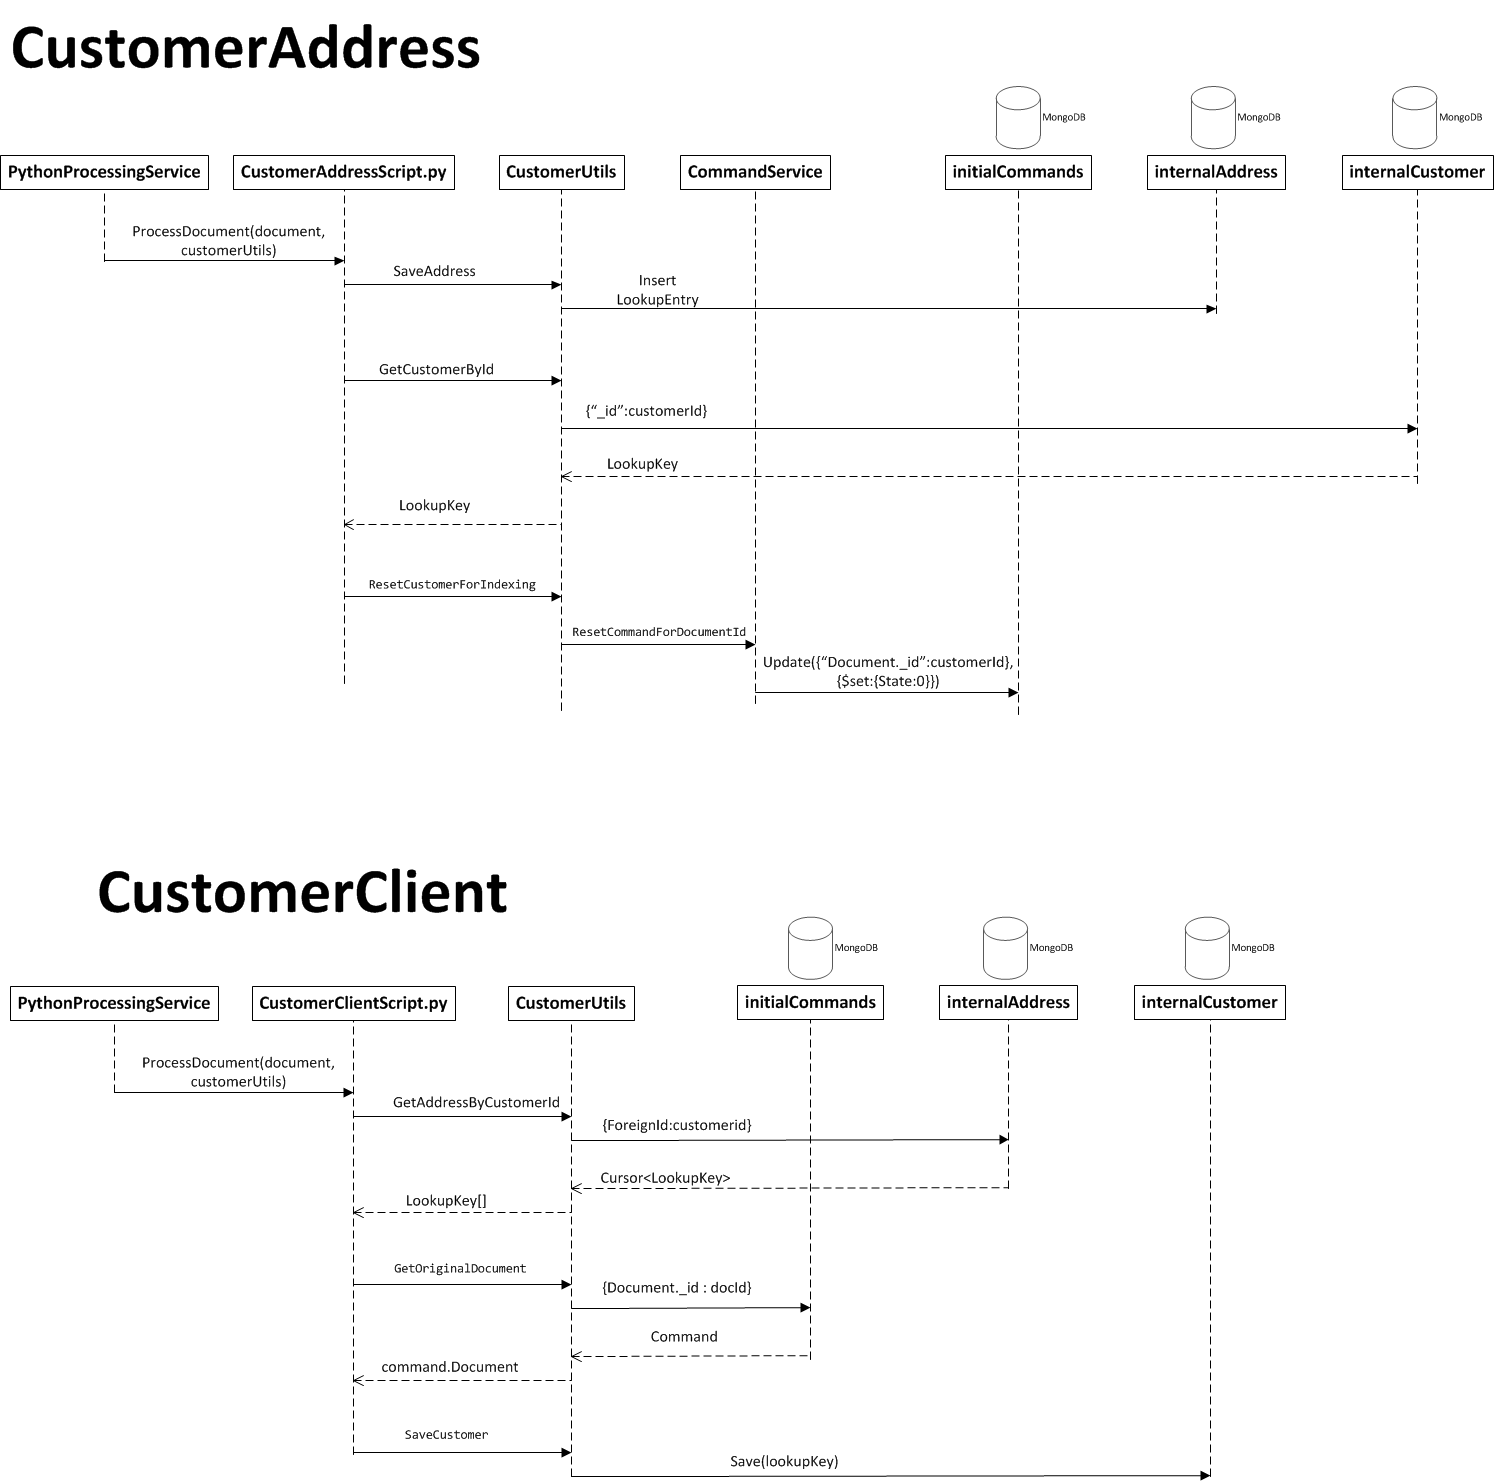 CustomerAddress
MongoDB
MongoDB
MongoDB
PythonProcessingService
CustomerAddressScript.py
CustomerUtils
CommandService
initialCommands
internalAddress
internalCustomer
ProcessDocument(document,
customerUtils)
SaveAddress
Insert
LookupEntry
GetCustomerById
{“_id”:customerId}
LookupKey
LookupKey
ResetCustomerForIndexing
ResetCommandForDocumentId
Update({“Document._id”:customerId},
{$set:{State:0}})
CustomerClient
MongoDB
MongoDB
MongoDB
PythonProcessingService
CustomerClientScript.py
CustomerUtils
initialCommands
internalAddress
internalCustomer
ProcessDocument(document,
customerUtils)
GetAddressByCustomerId
{ForeignId:customerid}
Cursor<LookupKey>
LookupKey[]
GetOriginalDocument
{Document._id : docId}
Command
command.Document
SaveCustomer
Save(lookupKey)